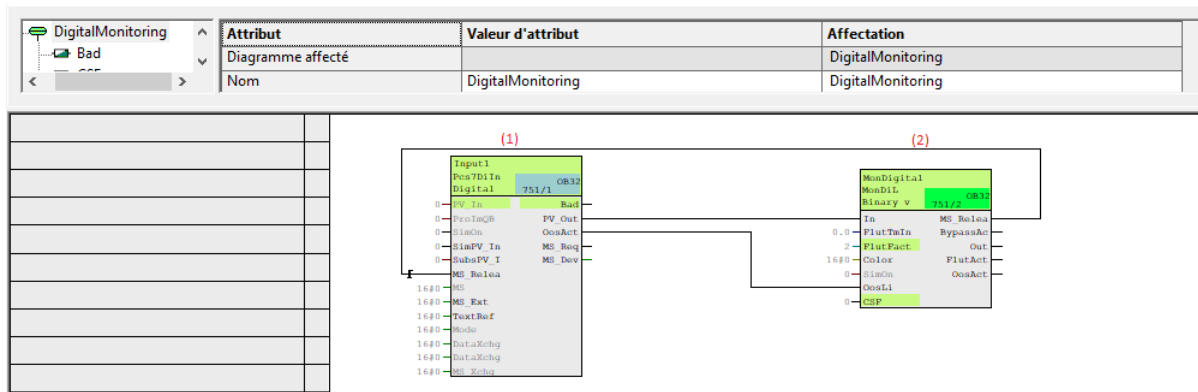 DigitalMonitoring
Bad
Attribut Valeur d'attribut Affectation
Diagramme affecté DigitalMonitoring
Nom DigitalMonitoring DigitalMonitoring
(1)
Input1
Pcs7DiIn
Digital
OB32
751/1
0 PV_In Bad
0 ProImQB PV_Out
0 SimOn OosAct
0 SimPV_In MS_Req
0 SubsPV_I MS_Dev
MS_Relea
16#0 MS
16#0 MS_Ext
16#0 TextRef
16#0 Mode
16#0 DataXchg
16#0 DataXchg
16#0 MS_Xchg
(2)
MonDigital
MonDiL
Binary v
OB32
751/2
In MS_Relea
0.0 FlutTmIn BypassAc
2 FlutFact Out
16#0 Color FlutAct
0 SimOn OosAct
OosLi
0 CSF